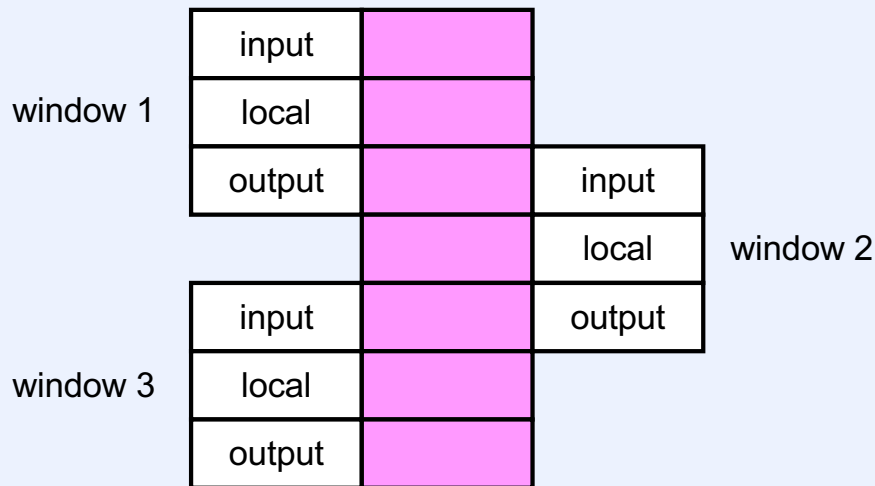 input
window 1
local
output
input
local
window 2
input
output
window 3
local
output